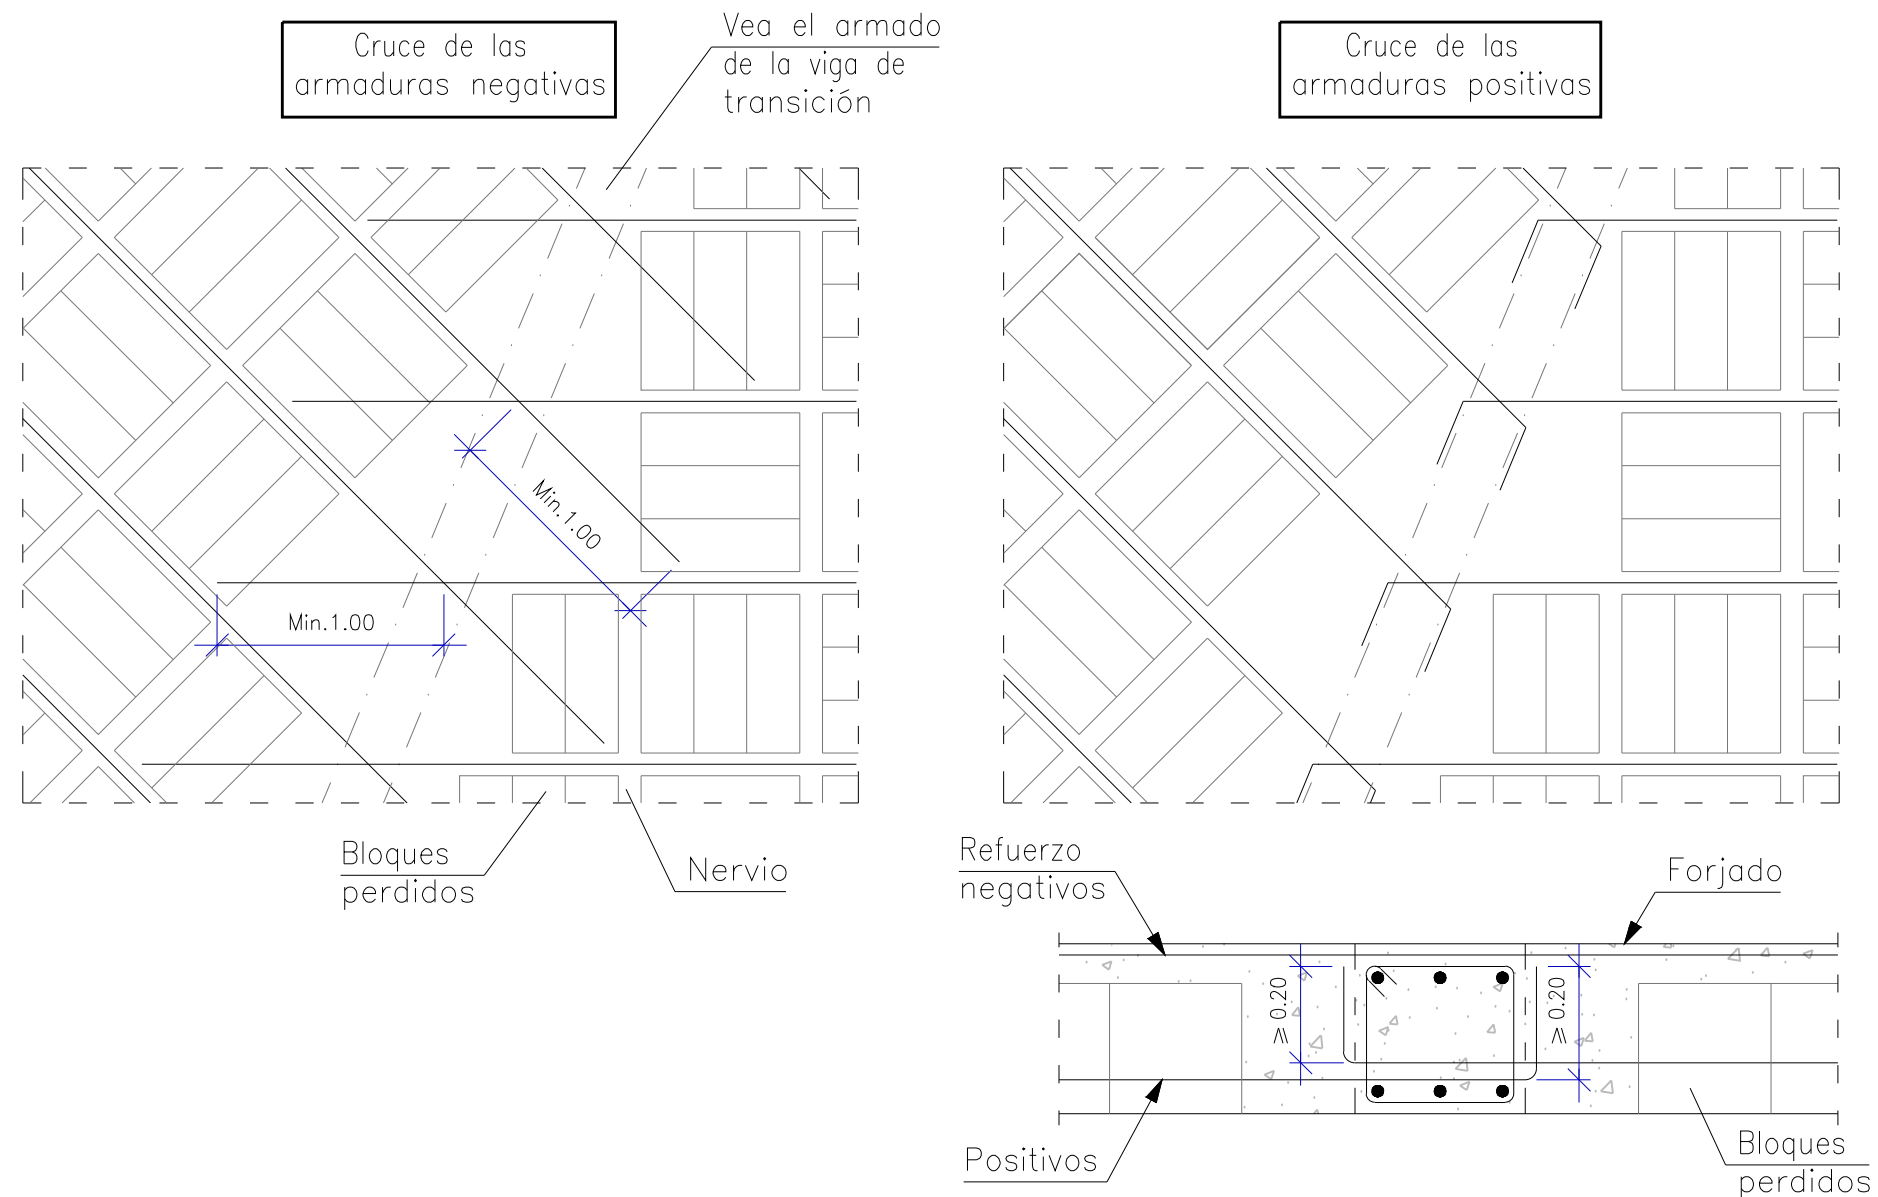 Cruce de las
armaduras negativas
Vea el armado
de la viga de
transición
Cruce de las
armaduras positivas
Min.1.00
Min.1.00
Bloques
perdidos
Nervio
Refuerzo
negativos
Forjado
≥ 0.20
≥ 0.20
Positivos
Bloques
perdidos